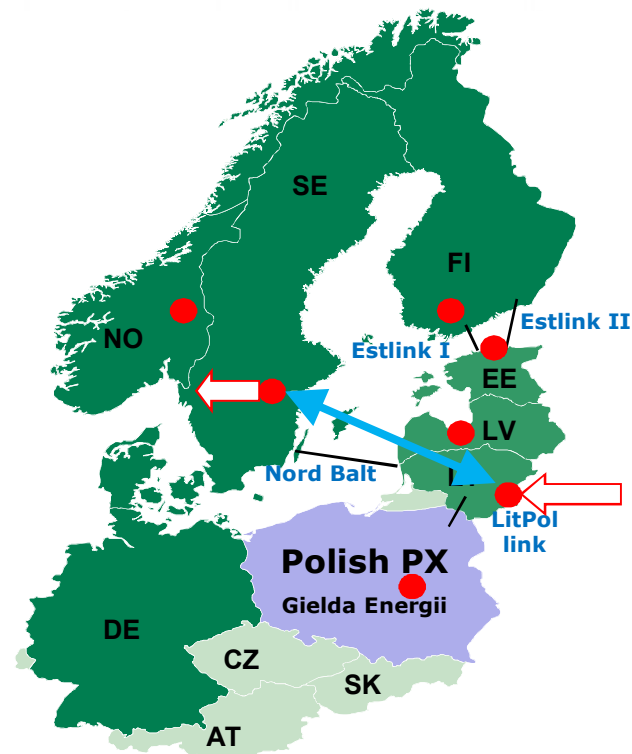 SE
FI
NO
Estlink II
Estlink I
EE
LV
Nord Balt
LitPol
link
Polish PX
Gielda Energii
DE
CZ
SK
AT